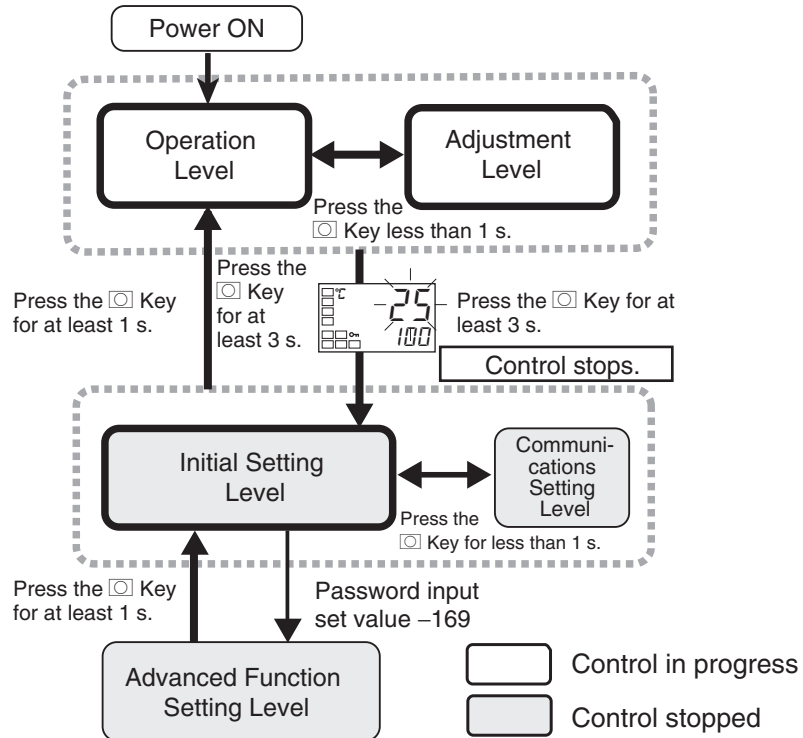 Power ON
Operation
Level
Adjustment
Level
Press the
Key less than 1 s.
Press the Key
for at least 1 s.
Press the
Key
for at
least 3 s.
°C
25
100
Press the Key for at
least 3 s.
Control stops.
Initial Setting
Level
Communi-
cations
Setting
Level
Press the
Key for less than 1 s.
Press the Key
for at least 1 s.
Password input
set value −169
Advanced Function
Setting Level
Control in progress
Control stopped